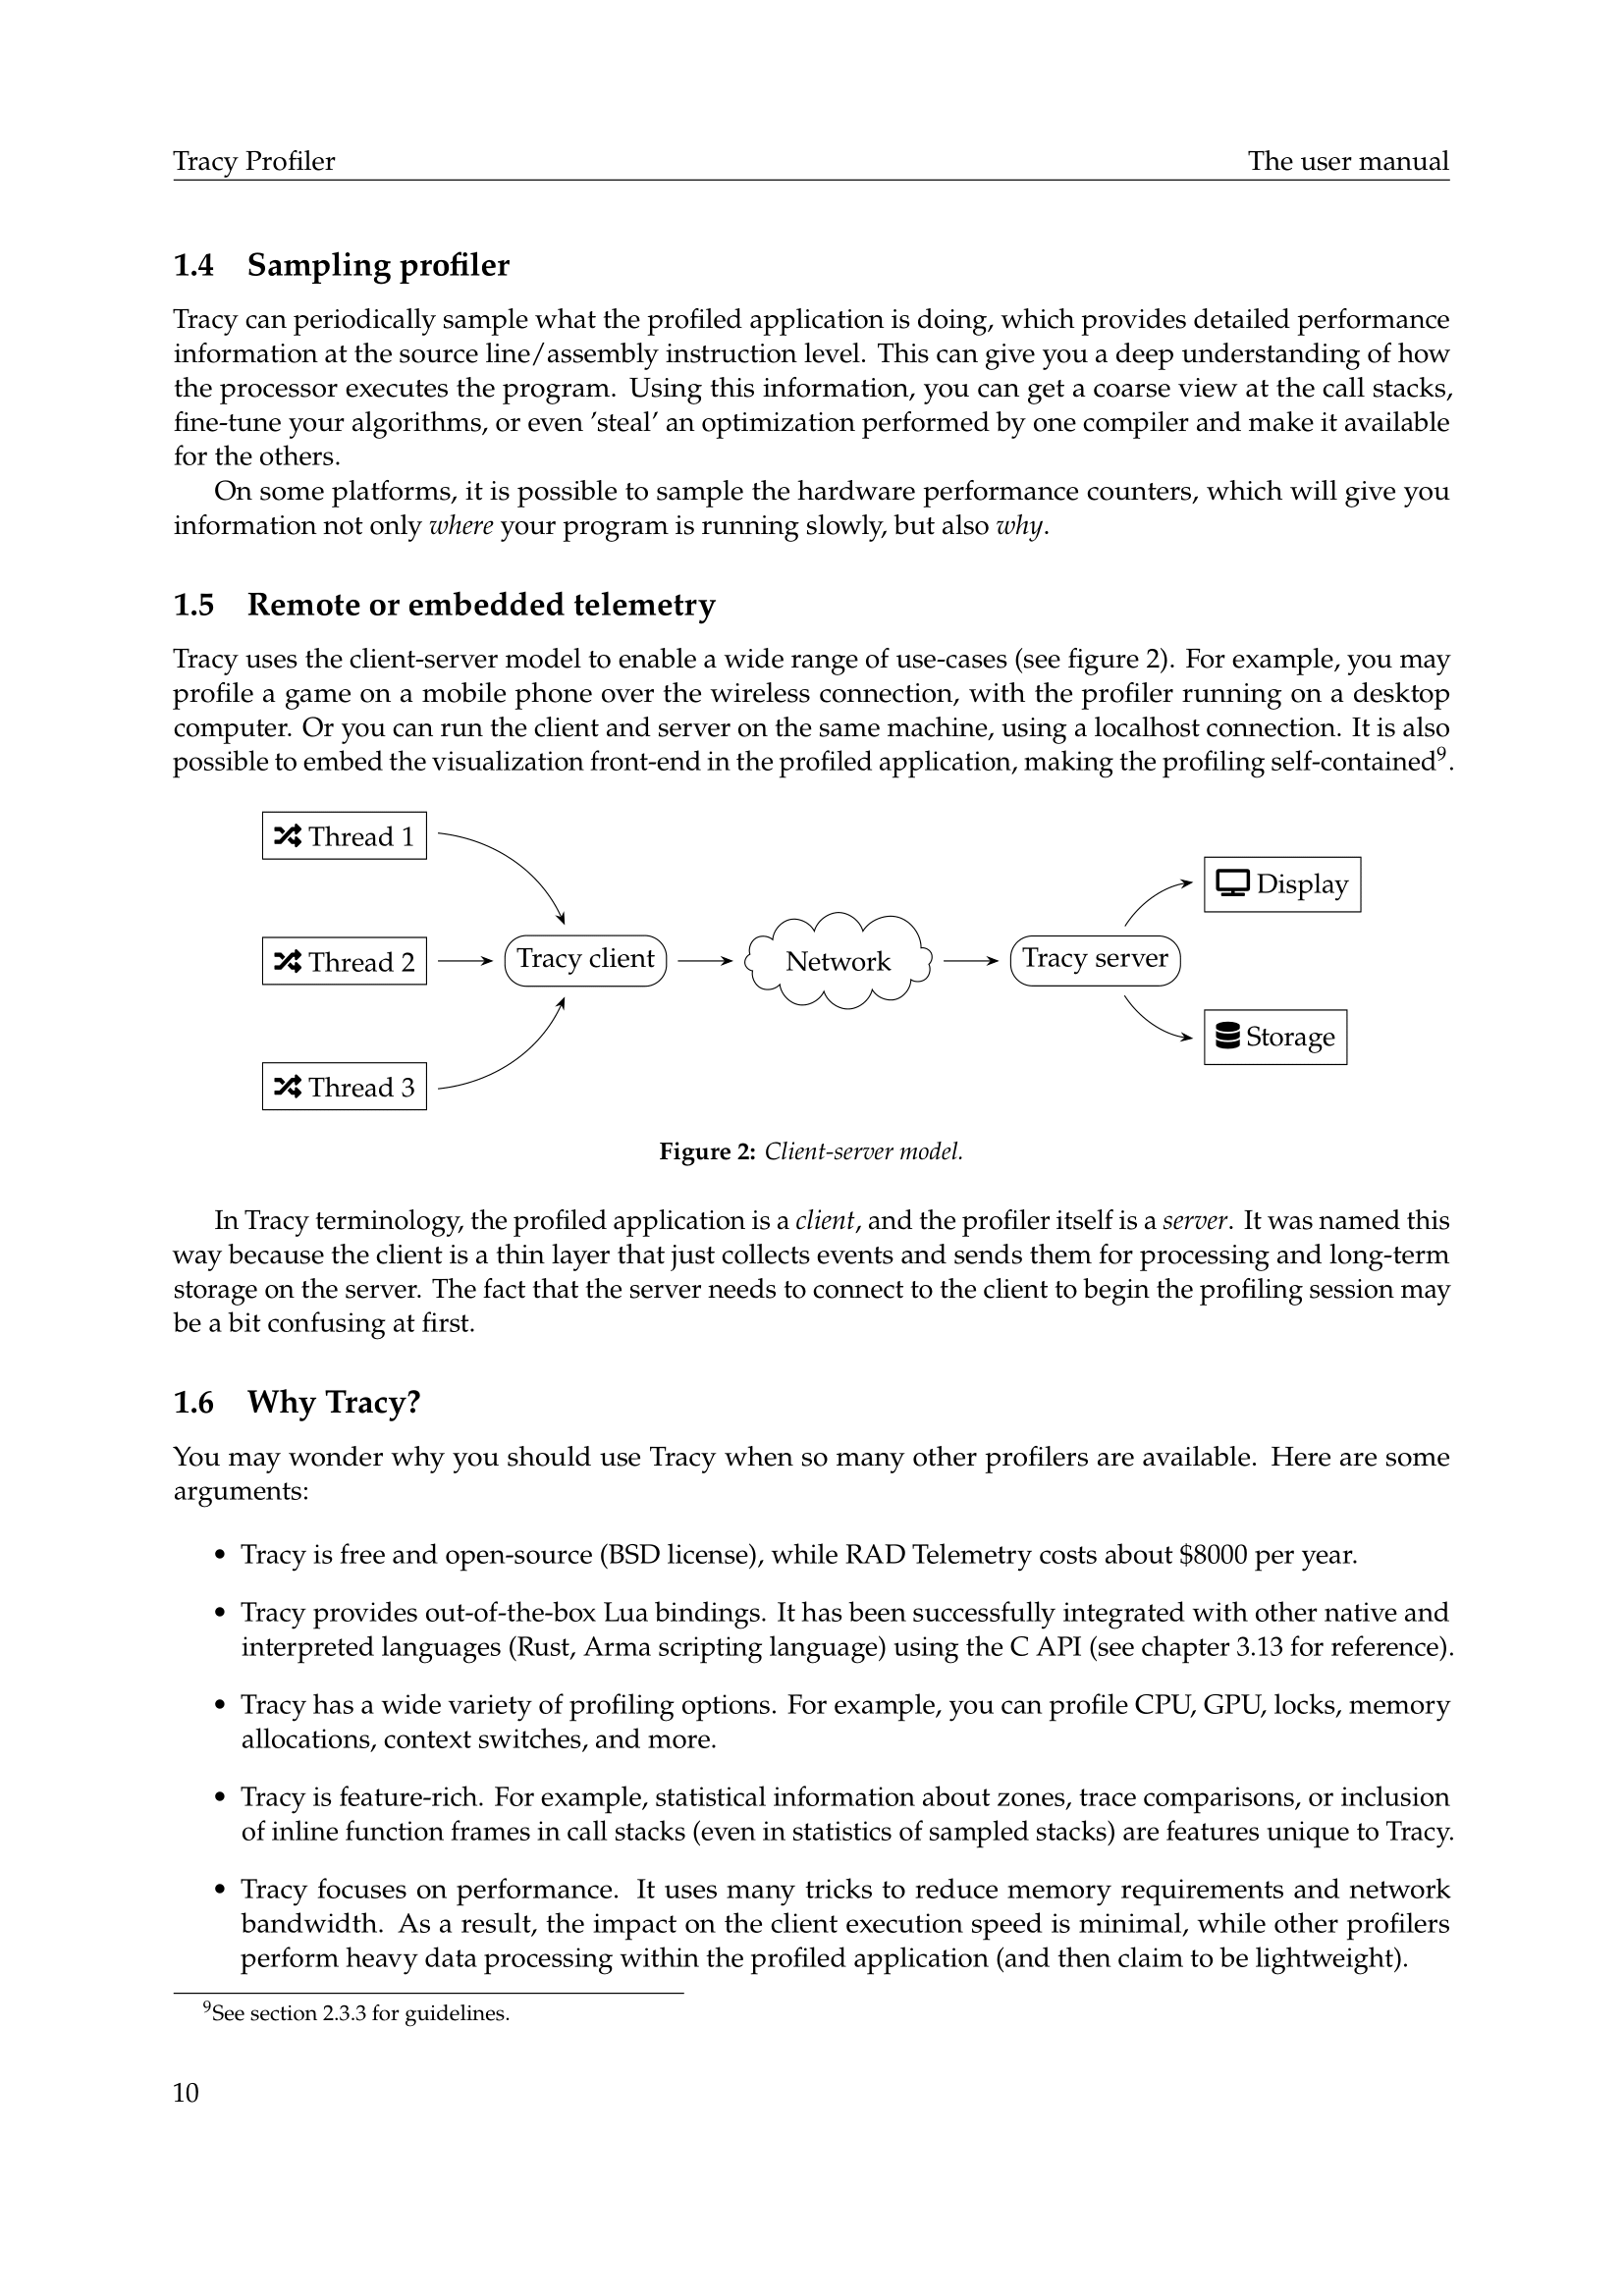 Tracy Profiler
The user manual
1.4 Sampling profiler
Tracy can periodically sample what the profiled application is doing, which provides detailed performance
information at the source line/assembly instruction level. This can give you a deep understanding of how
the processor executes the program. Using this information, you can get a coarse view at the call stacks,
fine-tune your algorithms, or even ’steal’ an optimization performed by one compiler and make it available
for the others.
On some platforms, it is possible to sample the hardware performance counters, which will give you
information not only where your program is running slowly, but also why.
1.5 Remote or embedded telemetry
Tracy uses the client-server model to enable a wide range of use-cases (see figure 2). For example, you may
profile a game on a mobile phone over the wireless connection, with the profiler running on a desktop
computer. Or you can run the client and server on the same machine, using a localhost connection. It is also
possible to embed the visualization front-end in the profiled application, making the profiling self-contained⁹.
Thread 1
Thread 2
Thread 3
Tracy client
Network
Tracy server
Display
Storage
Figure 2: Client-server model.
In Tracy terminology, the profiled application is a client, and the profiler itself is a server. It was named this
way because the client is a thin layer that just collects events and sends them for processing and long-term
storage on the server. The fact that the server needs to connect to the client to begin the profiling session may
be a bit confusing at first.
1.6 Why Tracy?
You may wonder why you should use Tracy when so many other profilers are available. Here are some
arguments:
• Tracy is free and open-source (BSD license), while RAD Telemetry costs about $8000 per year.
• Tracy provides out-of-the-box Lua bindings. It has been successfully integrated with other native and
interpreted languages (Rust, Arma scripting language) using the C API (see chapter 3.13 for reference).
• Tracy has a wide variety of profiling options. For example, you can profile CPU, GPU, locks, memory
allocations, context switches, and more.
• Tracy is feature-rich. For example, statistical information about zones, trace comparisons, or inclusion
of inline function frames in call stacks (even in statistics of sampled stacks) are features unique to Tracy.
• Tracy focuses on performance. It uses many tricks to reduce memory requirements and network
bandwidth. As a result, the impact on the client execution speed is minimal, while other profilers
perform heavy data processing within the profiled application (and then claim to be lightweight).
⁹See section 2.3.3 for guidelines.
10